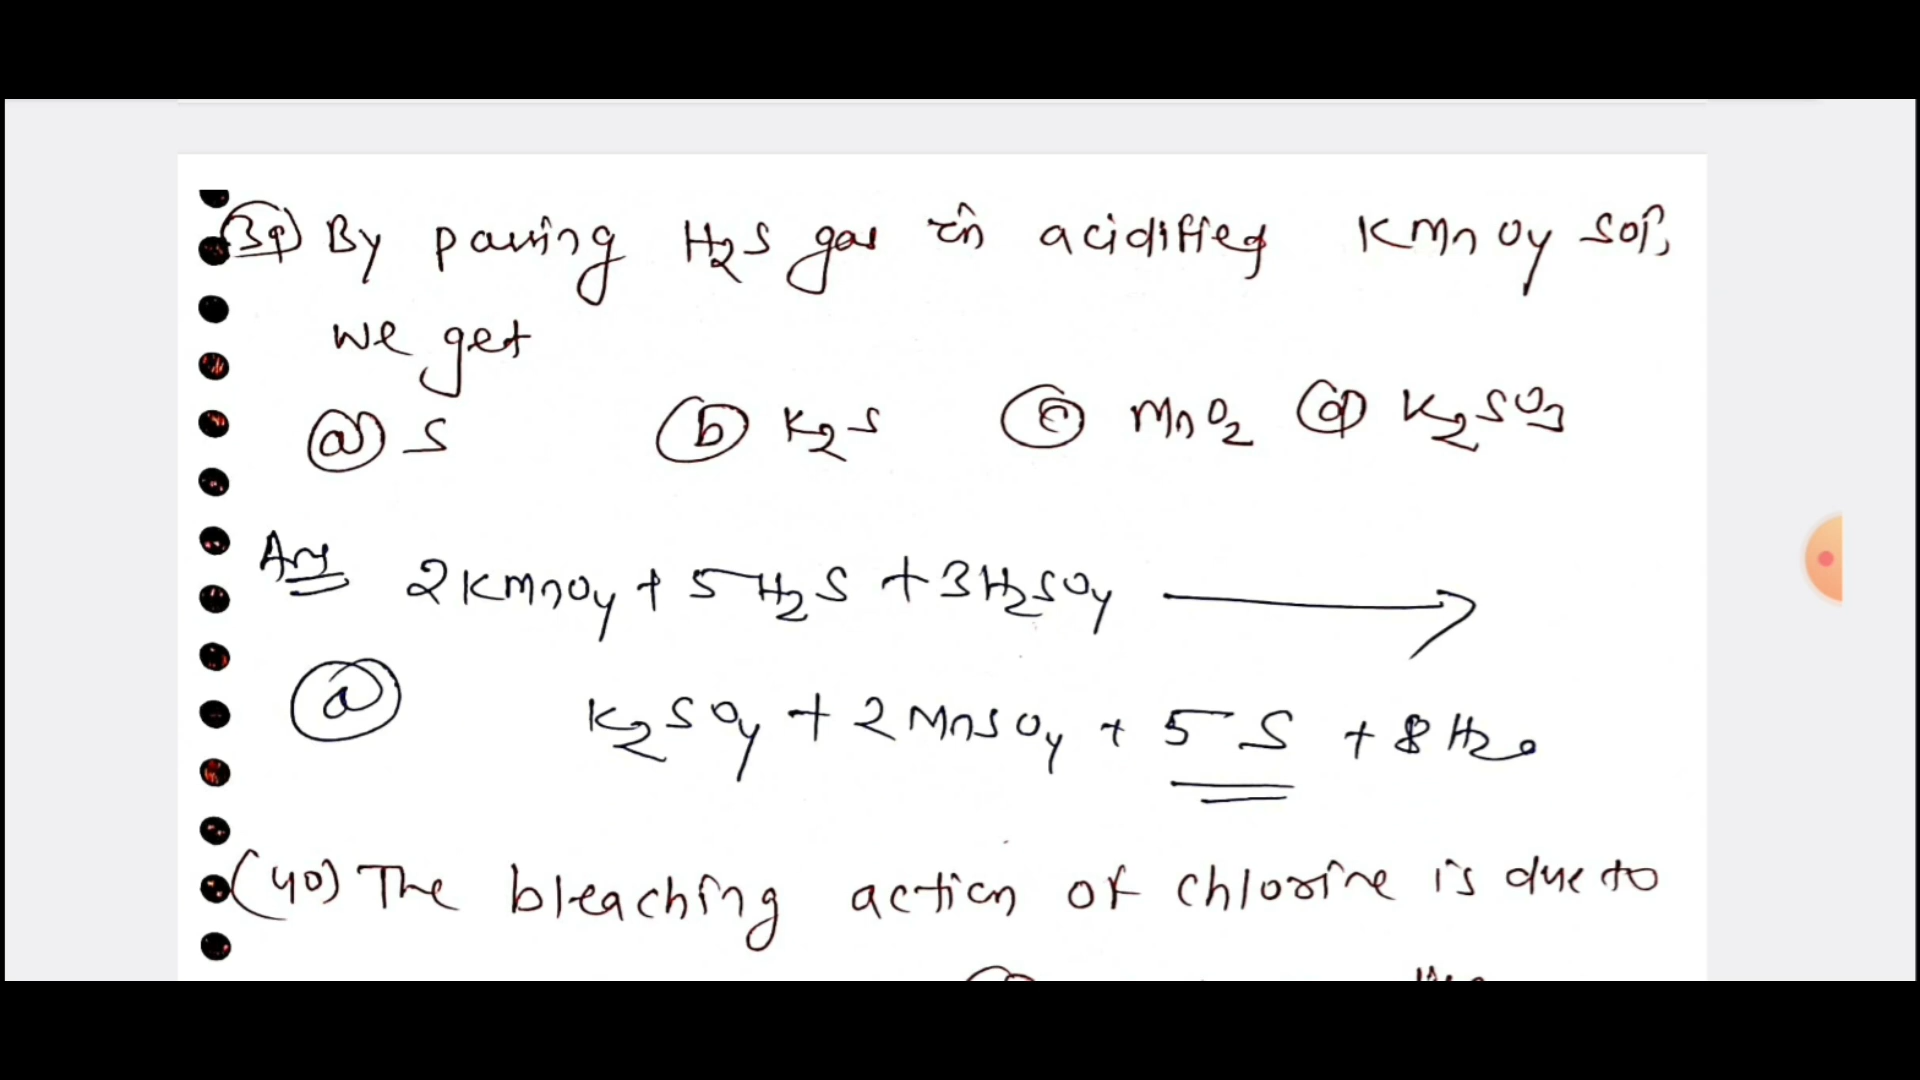 (39) By passing H2S gas in acidified KMnO4 soln,
we get
(a) S (b) K2S (c) MnO2 (d) K2SO3
Ans 2KMnO4 + 5H2S + 3H2SO4 →
(a) K2SO4 + 2MnSO4 + 5S + 8H2O
(40) The bleaching action of chlorine is due to